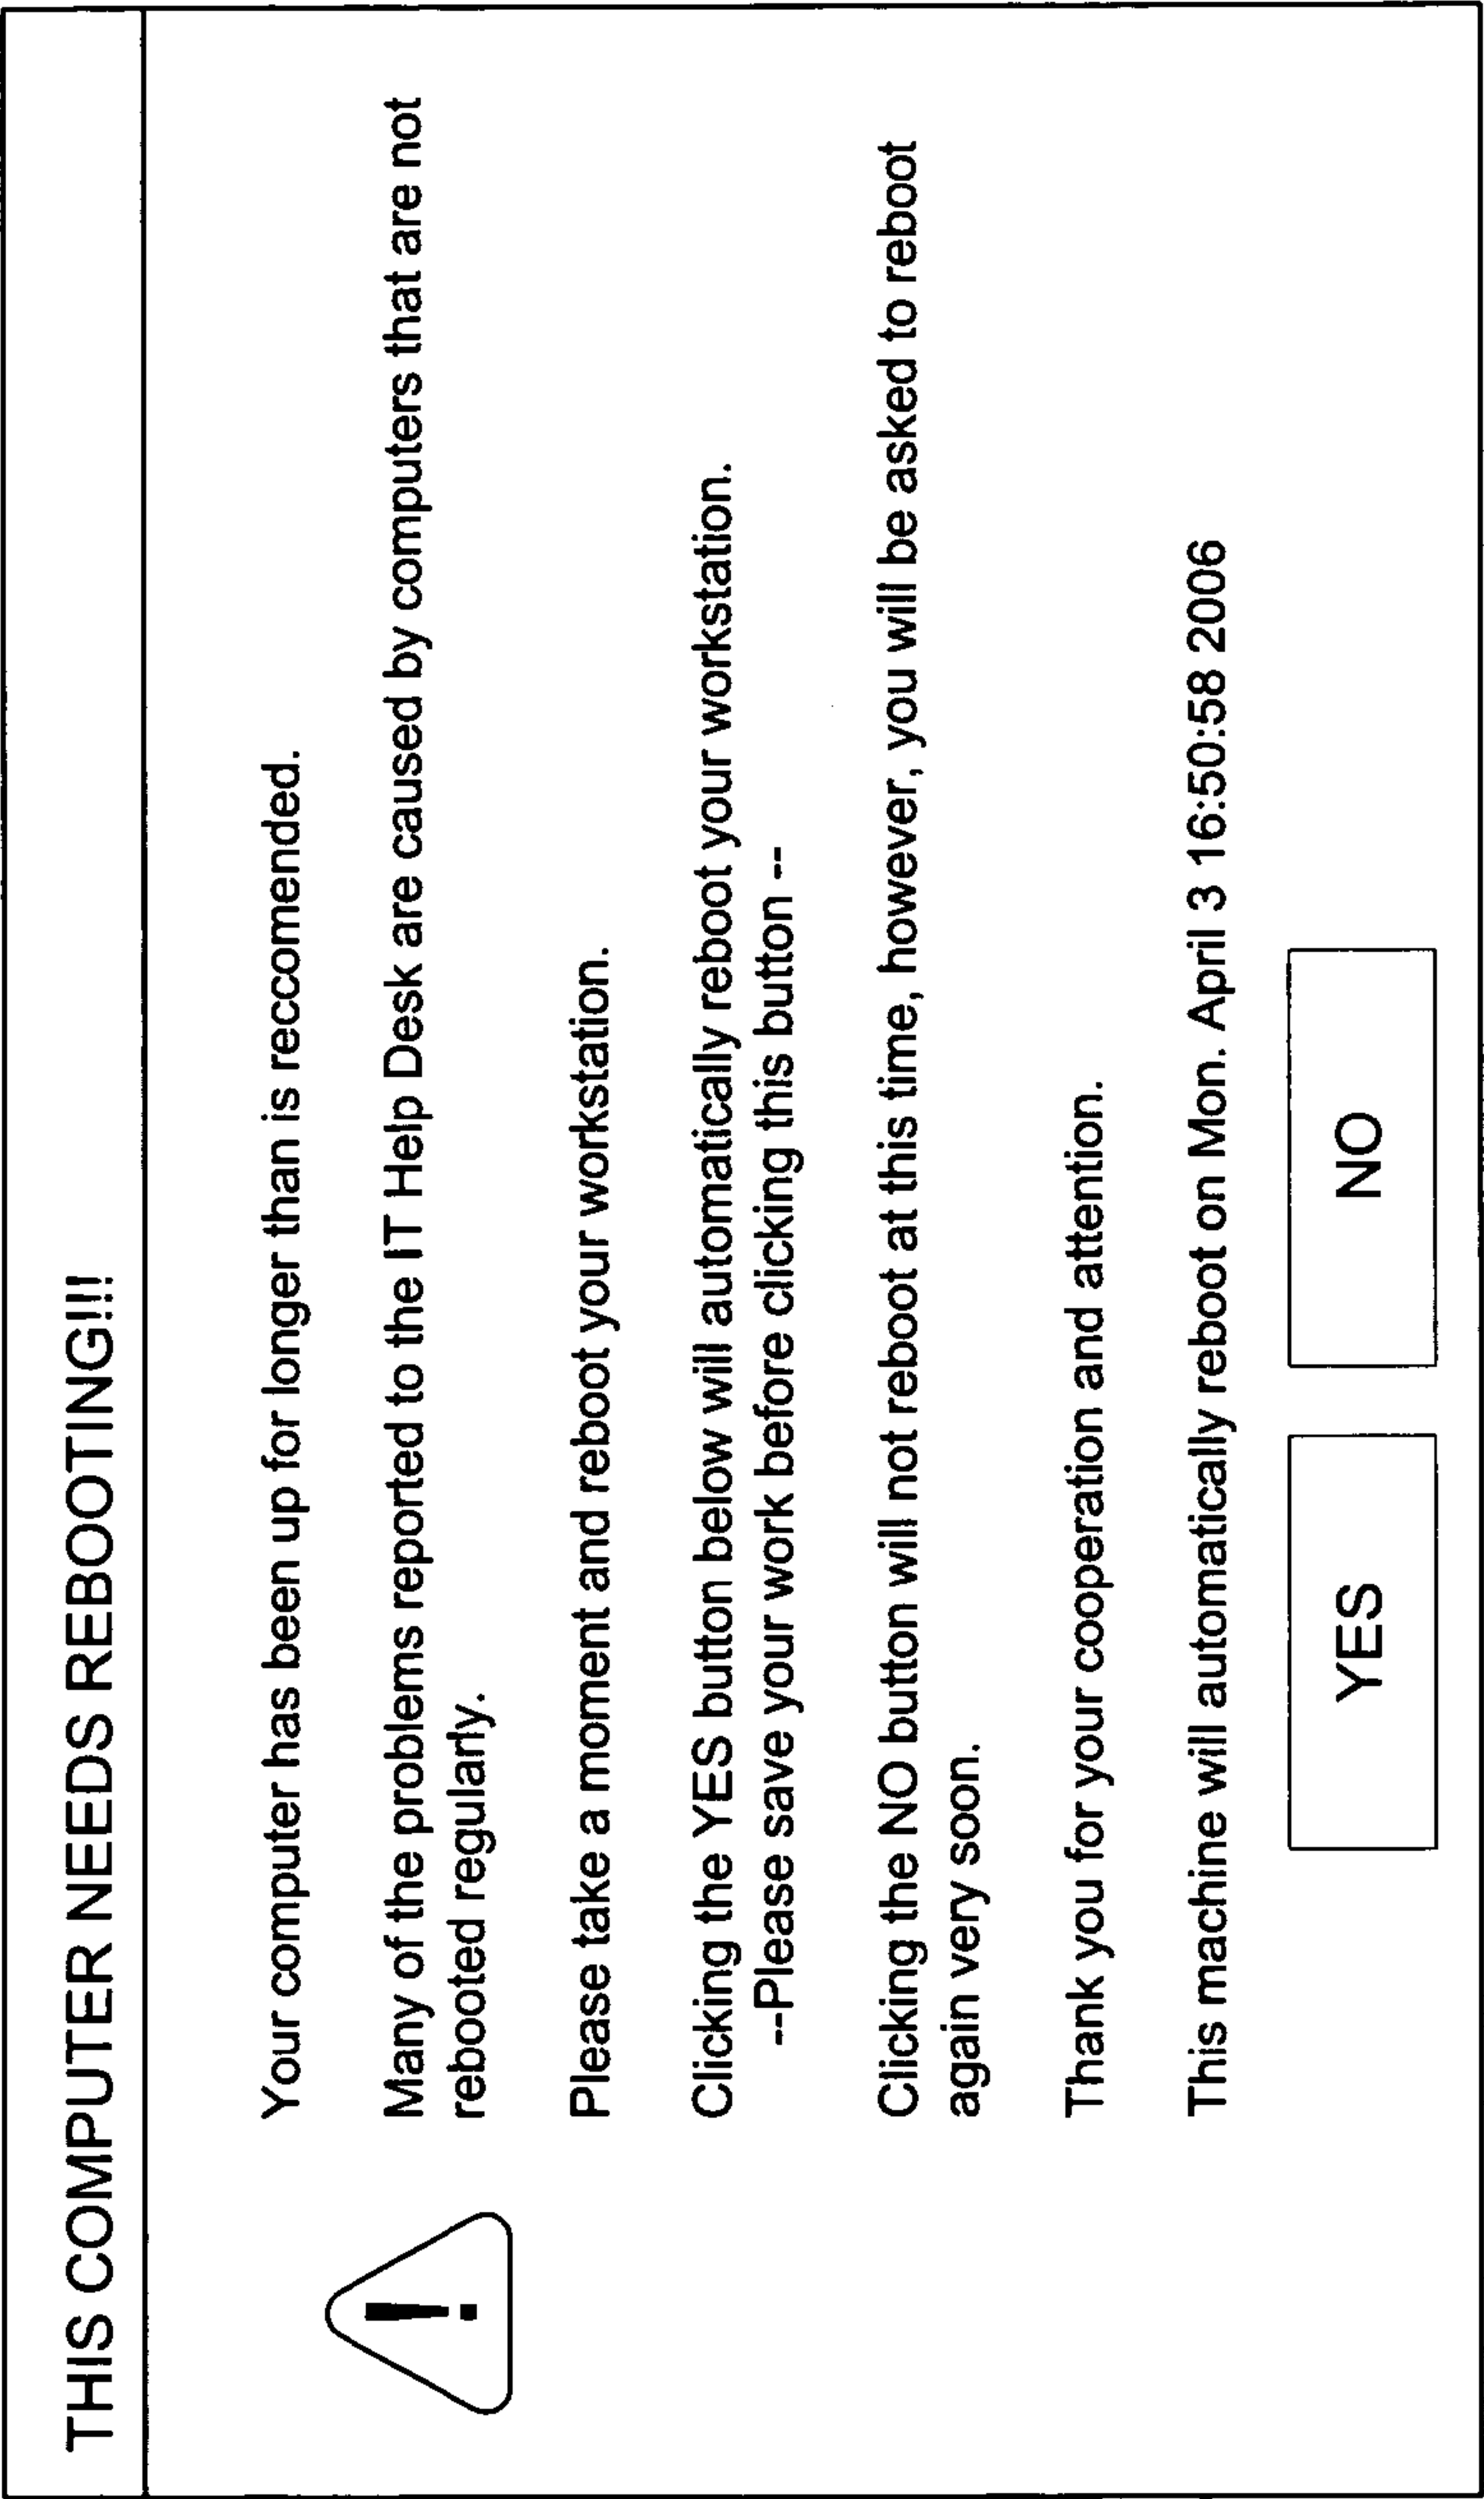 THIS COMPUTER NEEDS REBOOTING!!!
Your computer has been up for longer than is reccomended.
Many of the problems reported to the IT Help Desk are caused by computers that are not
rebooted regularly.
Please take a moment and reboot your workstation.
Clicking the YES button below will automatically reboot your workstation.
--Please save your work before clicking this button --
Clicking the NO button will not reboot at this time, however, you will be asked to reboot
again very soon.
Thank you for your cooperation and attention.
This machine will automatically reboot on Mon. April 3 16:50:58 2006
YES NO